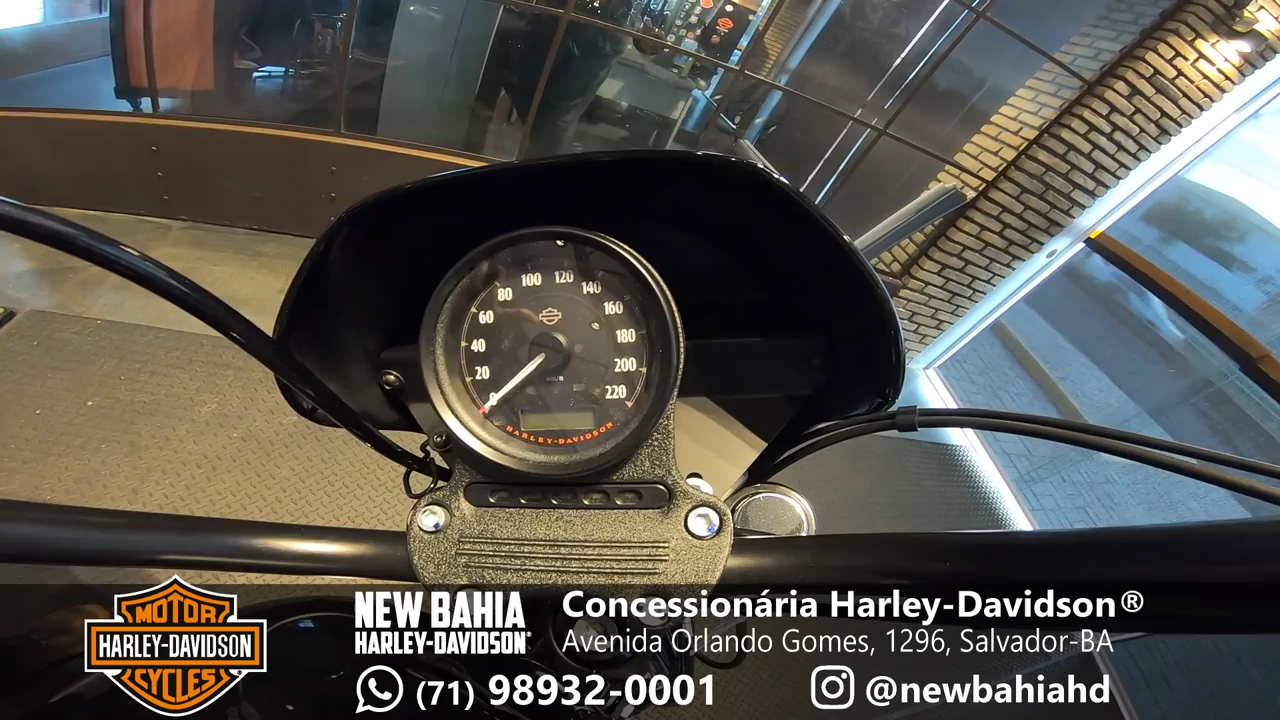 0
20
40
60
80
100
120
140
160
180
200
220
km/h
HARLEY-DAVIDSON
MOTOR
HARLEY-DAVIDSON
CYCLES
NEW BAHIA
HARLEY-DAVIDSON®
Concessionária Harley-Davidson®
Avenida Orlando Gomes, 1296, Salvador-BA
(71) 98932-0001
@newbahiahd